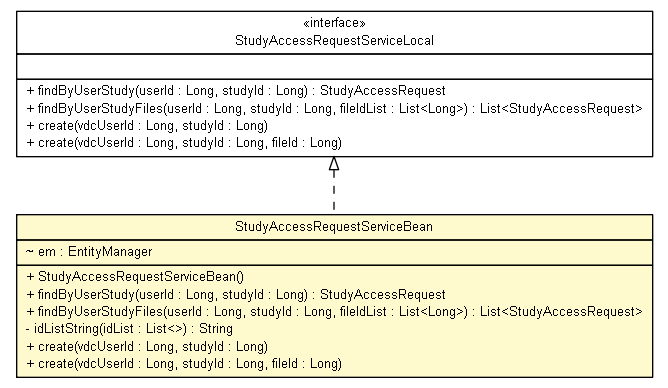 «interface»
StudyAccessRequestServiceLocal
+ findByUserStudy(userId : Long, studyId : Long) : StudyAccessRequest
+ findByUserStudyFiles(userId : Long, studyId : Long, fileIdList : List<Long>) : List<StudyAccessRequest>
+ create(vdcUserId : Long, studyId : Long)
+ create(vdcUserId : Long, studyId : Long, fileId : Long)
StudyAccessRequestServiceBean
~ em : EntityManager
+ StudyAccessRequestServiceBean()
+ findByUserStudy(userId : Long, studyId : Long) : StudyAccessRequest
+ findByUserStudyFiles(userId : Long, studyId : Long, fileIdList : List<Long>) : List<StudyAccessRequest>
- idListString(idList : List<>) : String
+ create(vdcUserId : Long, studyId : Long)
+ create(vdcUserId : Long, studyId : Long, fileId : Long)